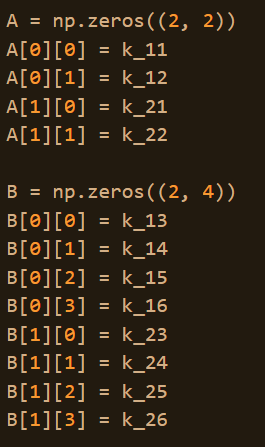 A = np.zeros((2, 2))
A[0][0] = k_11
A[0][1] = k_12
A[1][0] = k_21
A[1][1] = k_22

B = np.zeros((2, 4))
B[0][0] = k_13
B[0][1] = k_14
B[0][2] = k_15
B[0][3] = k_16
B[1][0] = k_23
B[1][1] = k_24
B[1][2] = k_25
B[1][3] = k_26